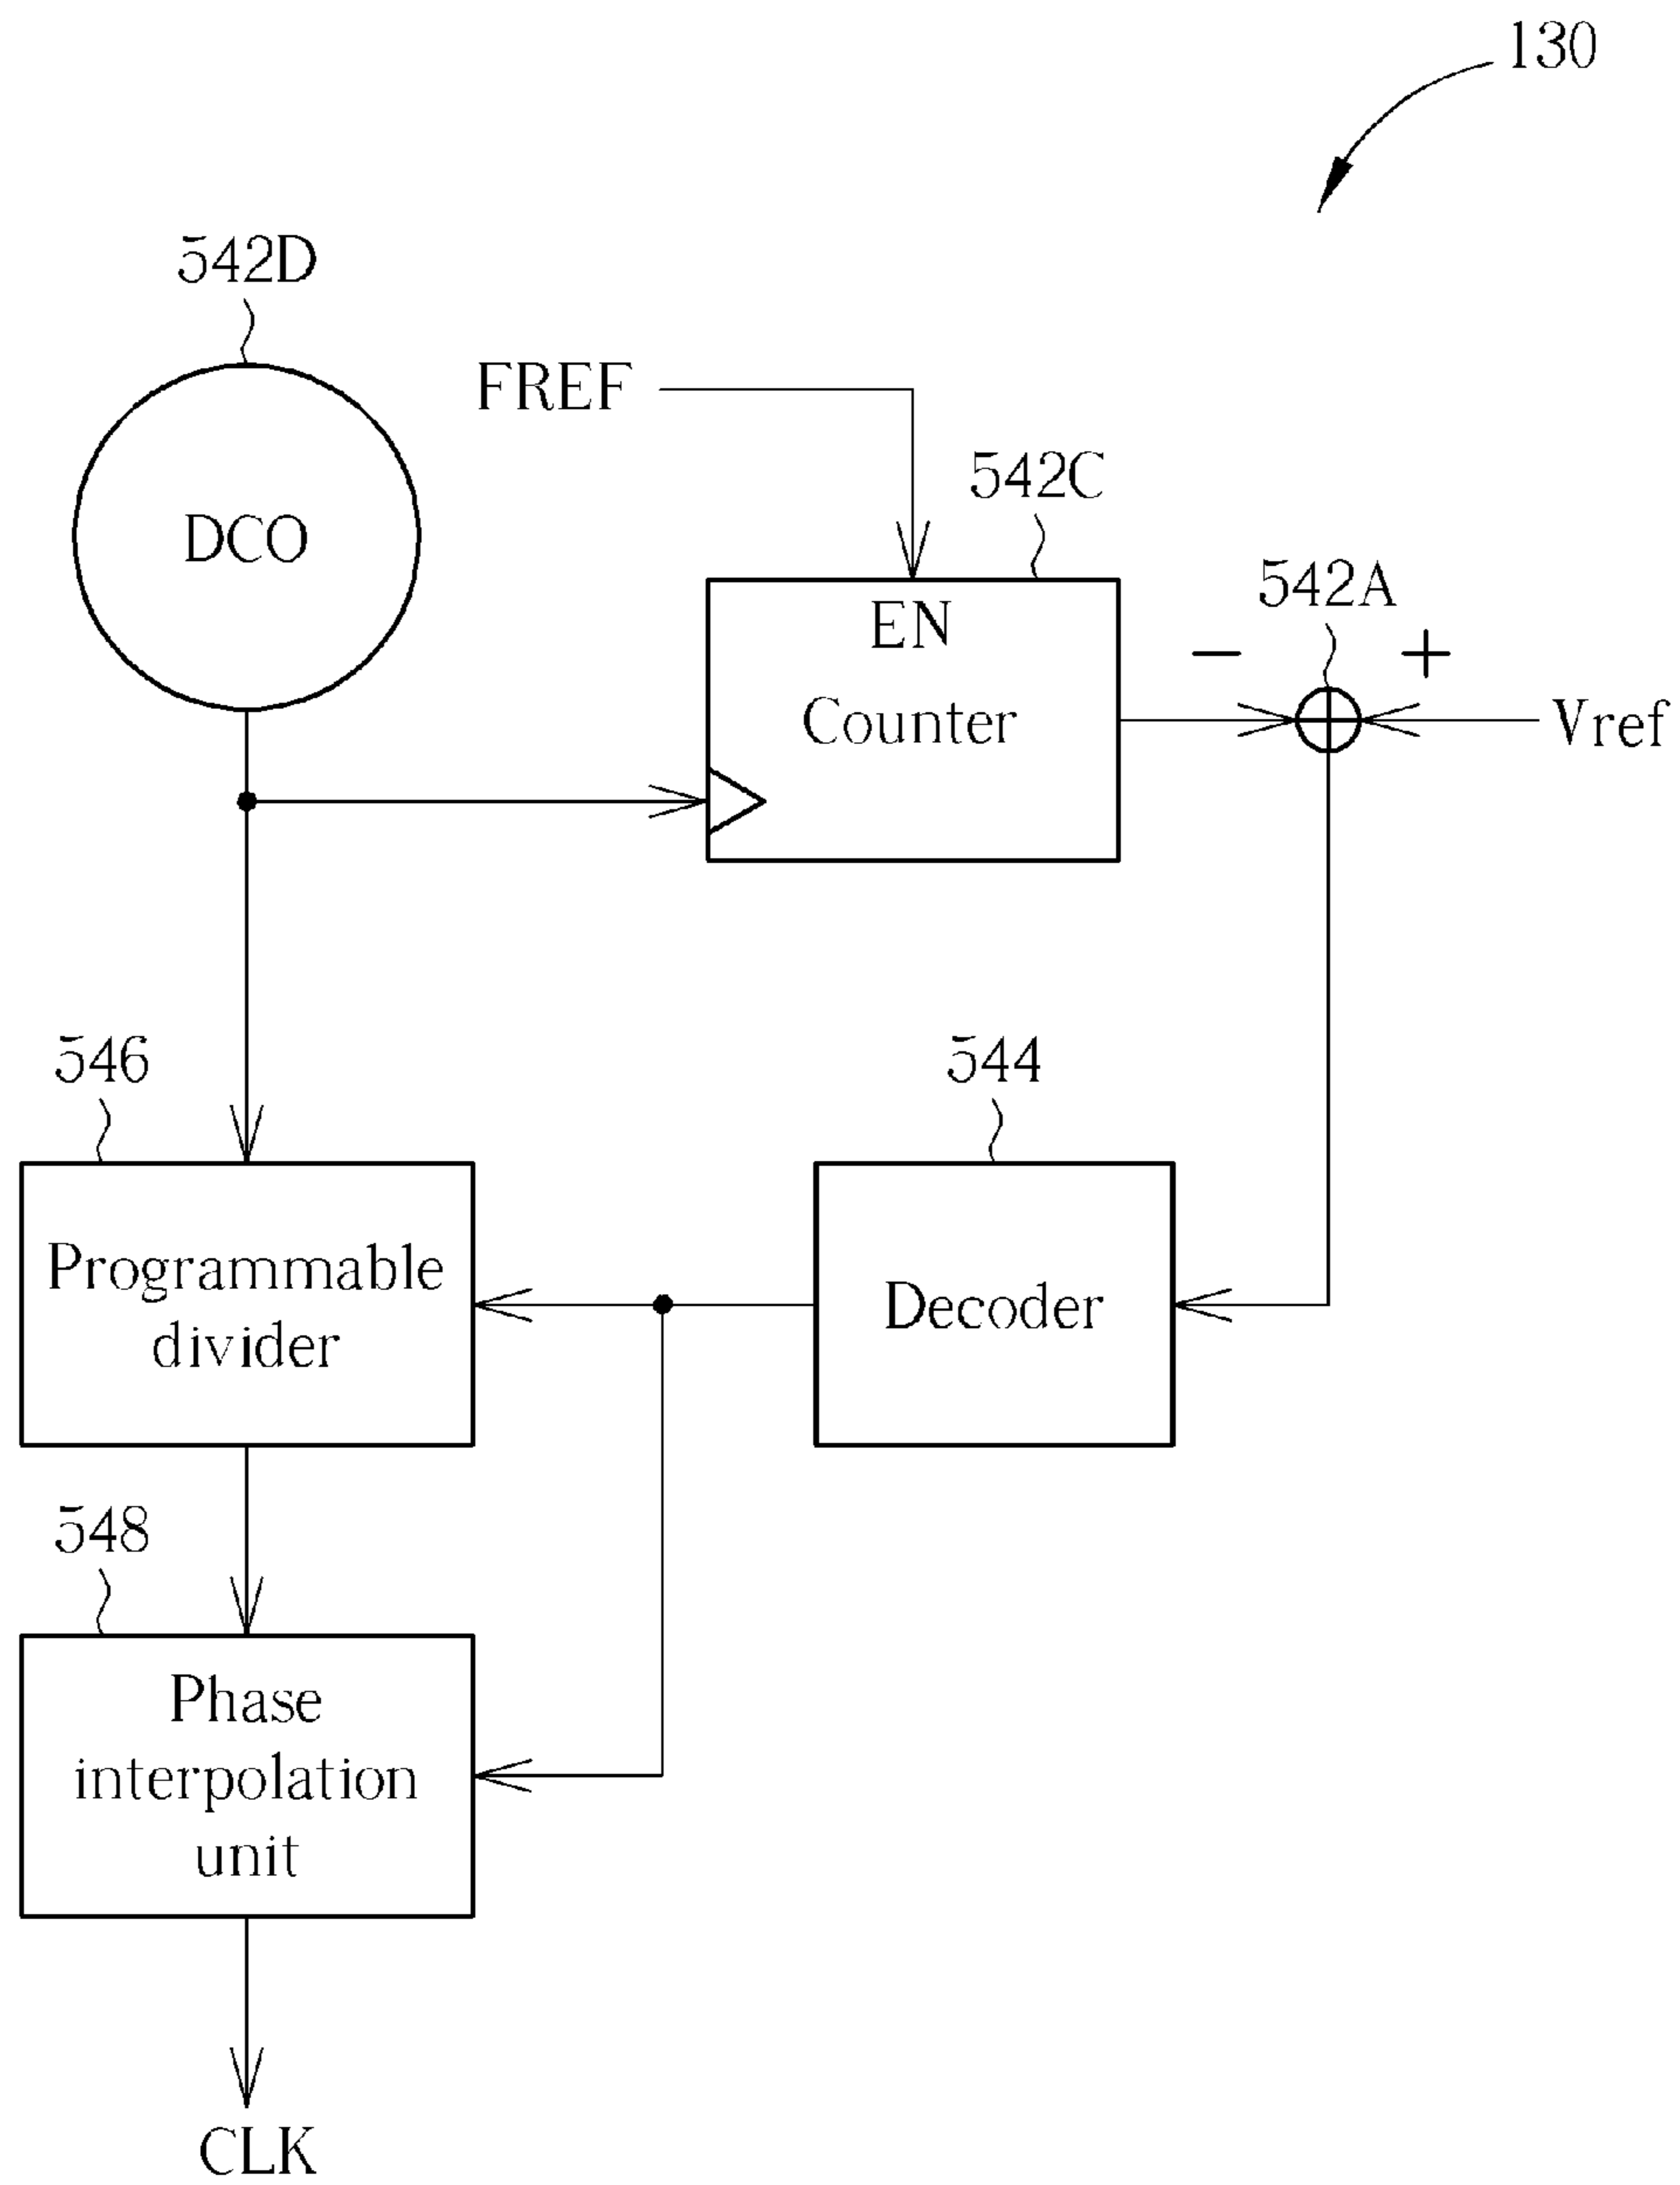 130
542D
FREF
542C
DCO
542A
EN
− +
Counter
Vref
546
544
Programmable
divider
Decoder
548
Phase
interpolation
unit
CLK